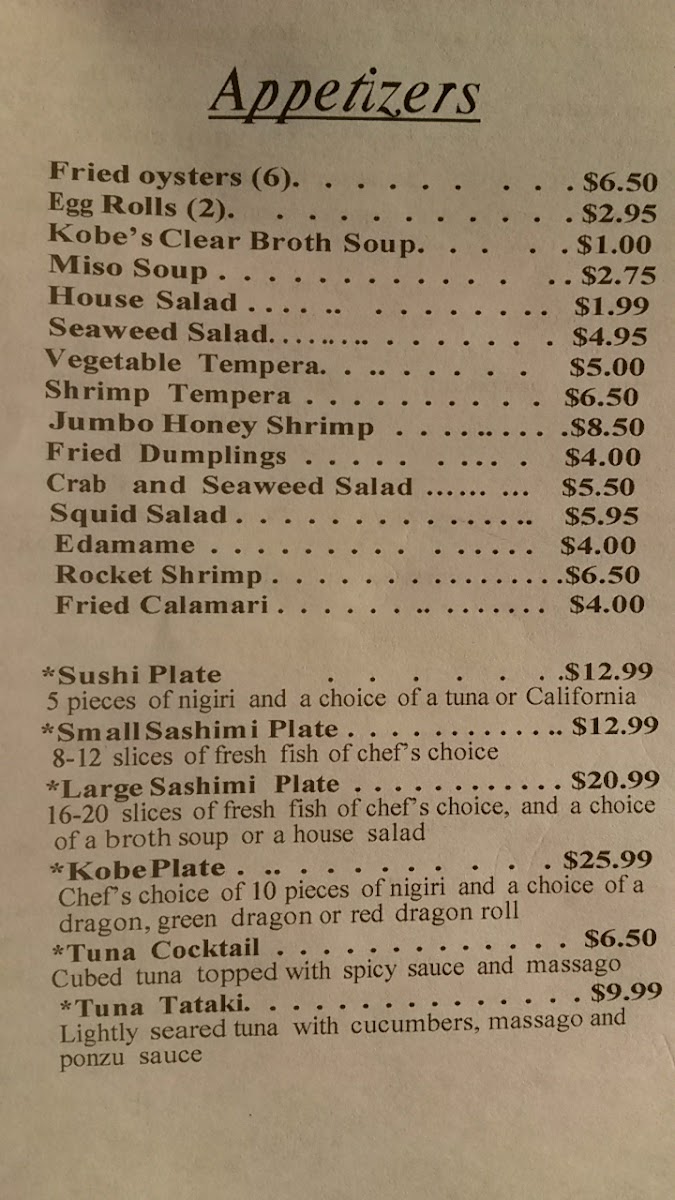 Appetizers
Fried oysters (6). . . . . . . . . $6.50
Egg Rolls (2). . . . . . . . . . . $2.95
Kobe's Clear Broth Soup. . . . . $1.00
Miso Soup . . . . . . . . . . . .. $2.75
House Salad . . . . .. . . . . . . . .. $1.99
Seaweed Salad. . . . .... . . . . . . . $4.95
Vegetable Tempera. . .. . . . . . $5.00
Shrimp Tempera . . . . . . . . . . $6.50
Jumbo Honey Shrimp . . . ..... . . .$8.50
Fried Dumplings . . . . . .... . $4.00
Crab and Seaweed Salad ...... ... $5.50
Squid Salad . . . . . . . . . . . . . .. $5.95
Edamame . . . . . . . . . . . . . . . $4.00
Rocket Shrimp . . . . . . . . . . . . . . .$6.50
Fried Calamari . . . . . . .. ....... $4.00
*Sushi Plate . . . . . . .$12.99
5 pieces of nigiri and a choice of a tuna or California
*Small Sashimi Plate . . . . . . . . . . .. $12.99
8-12 slices of fresh fish of chef's choice
*Large Sashimi Plate . . . . . . . . . . . . $20.99
16-20 slices of fresh fish of chef's choice, and a choice
of a broth soup or a house salad
*Kobe Plate . .. . . . . . . . . . . $25.99
Chef's choice of 10 pieces of nigiri and a choice of a
dragon, green dragon or red dragon roll
*Tuna Cocktail . . . . . . . . . . . . . $6.50
Cubed tuna topped with spicy sauce and massago
*Tuna Tataki. . . . . . . . . . . . . . . $9.99
Lightly seared tuna with cucumbers, massago and
ponzu sauce